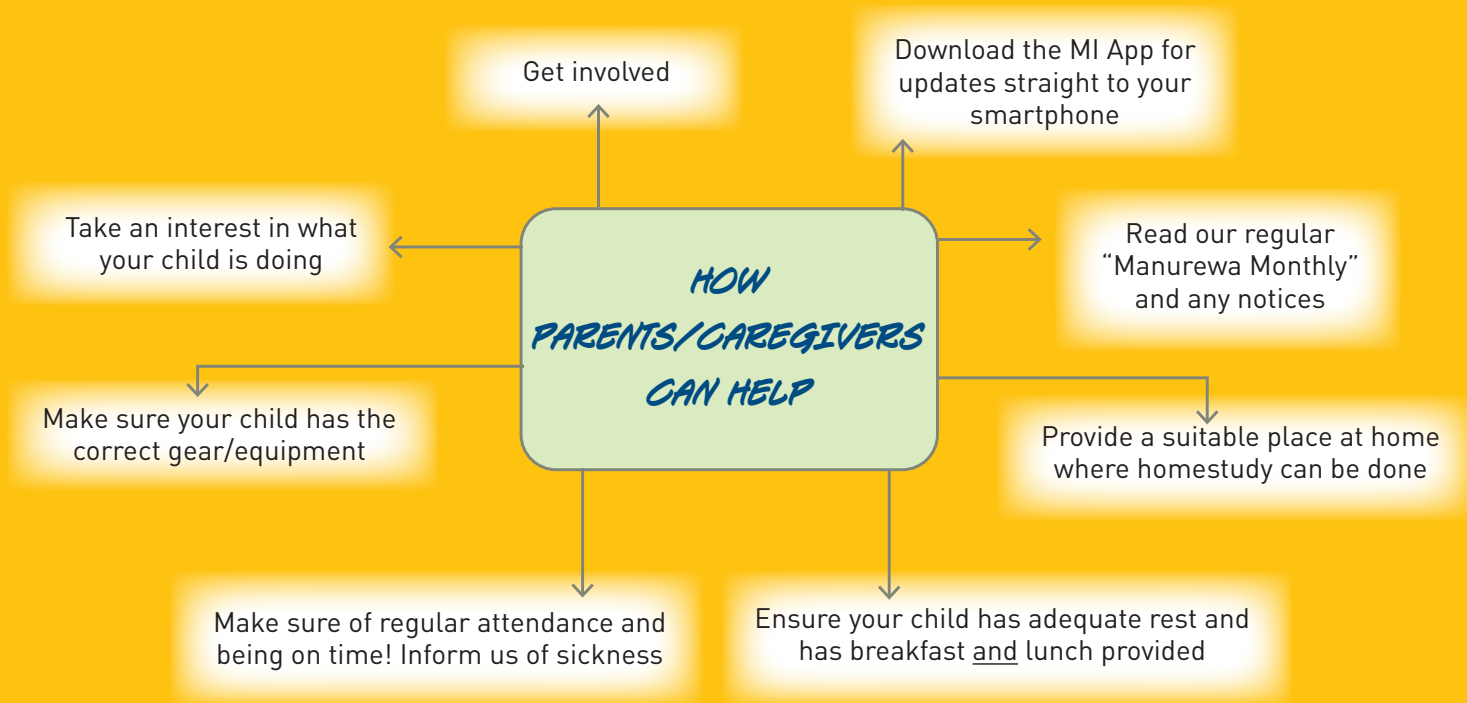 Get involved
Download the MI App for
updates straight to your
smartphone
Take an interest in what
your child is doing
Read our regular
“Manurewa Monthly”
and any notices
HOW
PARENTS/CAREGIVERS
CAN HELP
Make sure your child has the
correct gear/equipment
Provide a suitable place at home
where homestudy can be done
Make sure of regular attendance and
being on time! Inform us of sickness
Ensure your child has adequate rest and
has breakfast and lunch provided